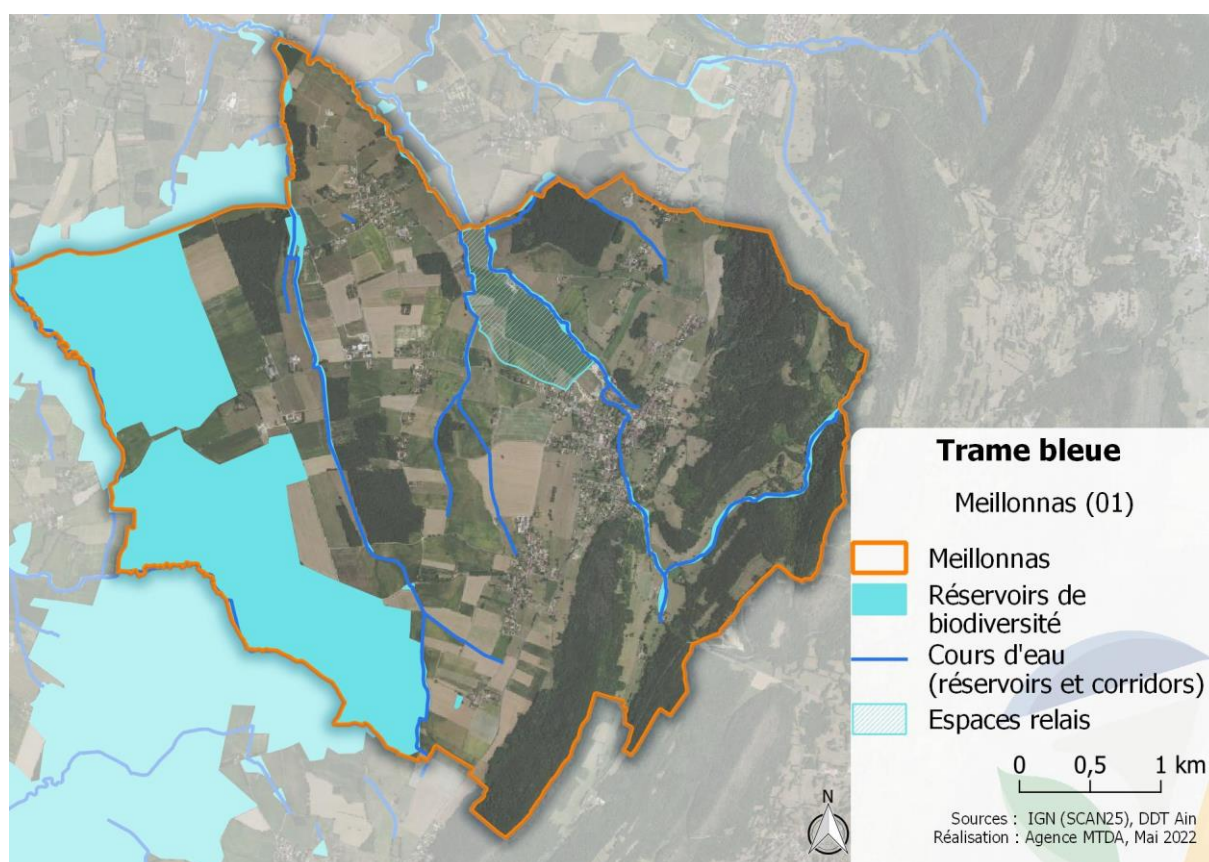 Trame bleue
Meillonnas (01)
Meillonnas
Réservoirs de
biodiversité
Cours d'eau
(réservoirs et corridors)
Espaces relais
0 0,5 1 km
N
Sources : IGN (SCAN25), DDT Ain
Réalisation : Agence MTDA, Mai 2022